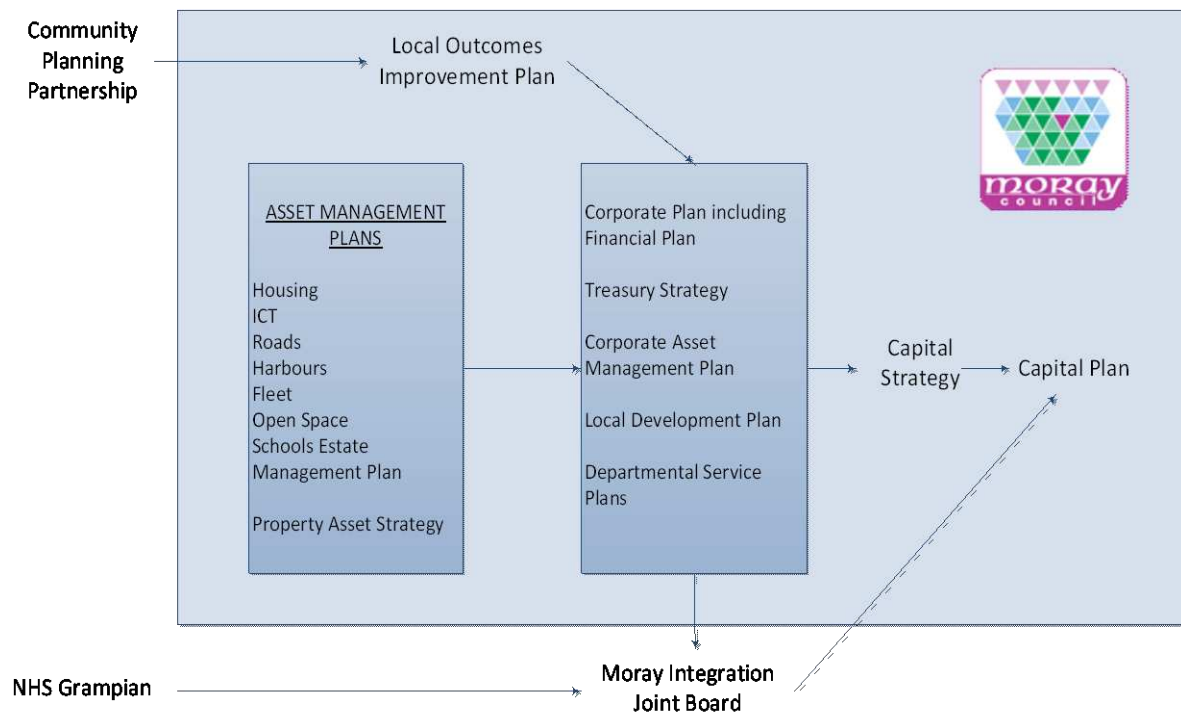 Community
Planning
Partnership
Local Outcomes
Improvement Plan
moray
council
ASSET MANAGEMENT
PLANS
Housing
ICT
Roads
Harbours
Fleet
Open Space
Schools Estate
Management Plan
Property Asset Strategy
Corporate Plan including
Financial Plan
Treasury Strategy
Corporate Asset
Management Plan
Local Development Plan
Departmental Service
Plans
Capital
Strategy
Capital Plan
NHS Grampian
Moray Integration
Joint Board